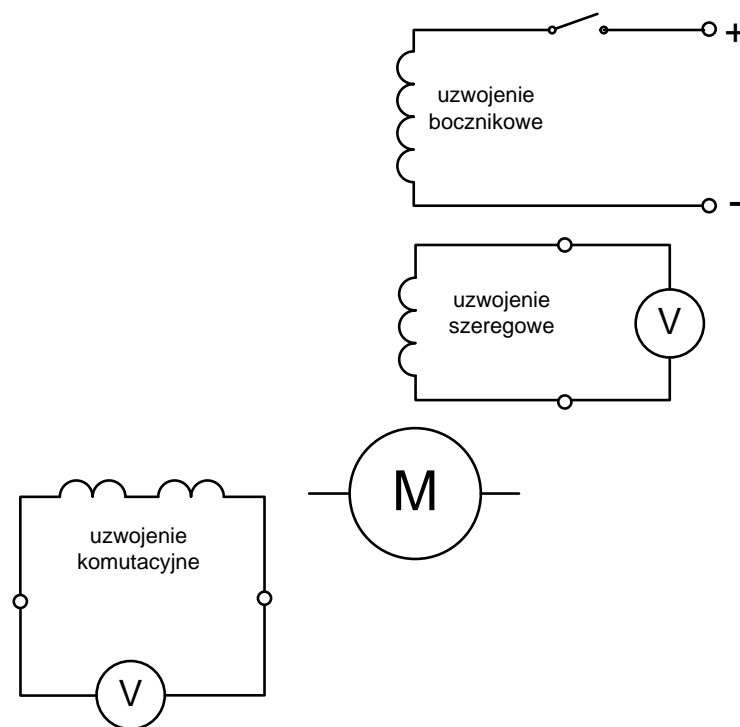 +
uzwojenie
bocznikowe
-
uzwojenie
szeregowe
V
M
uzwojenie
komutacyjne
V